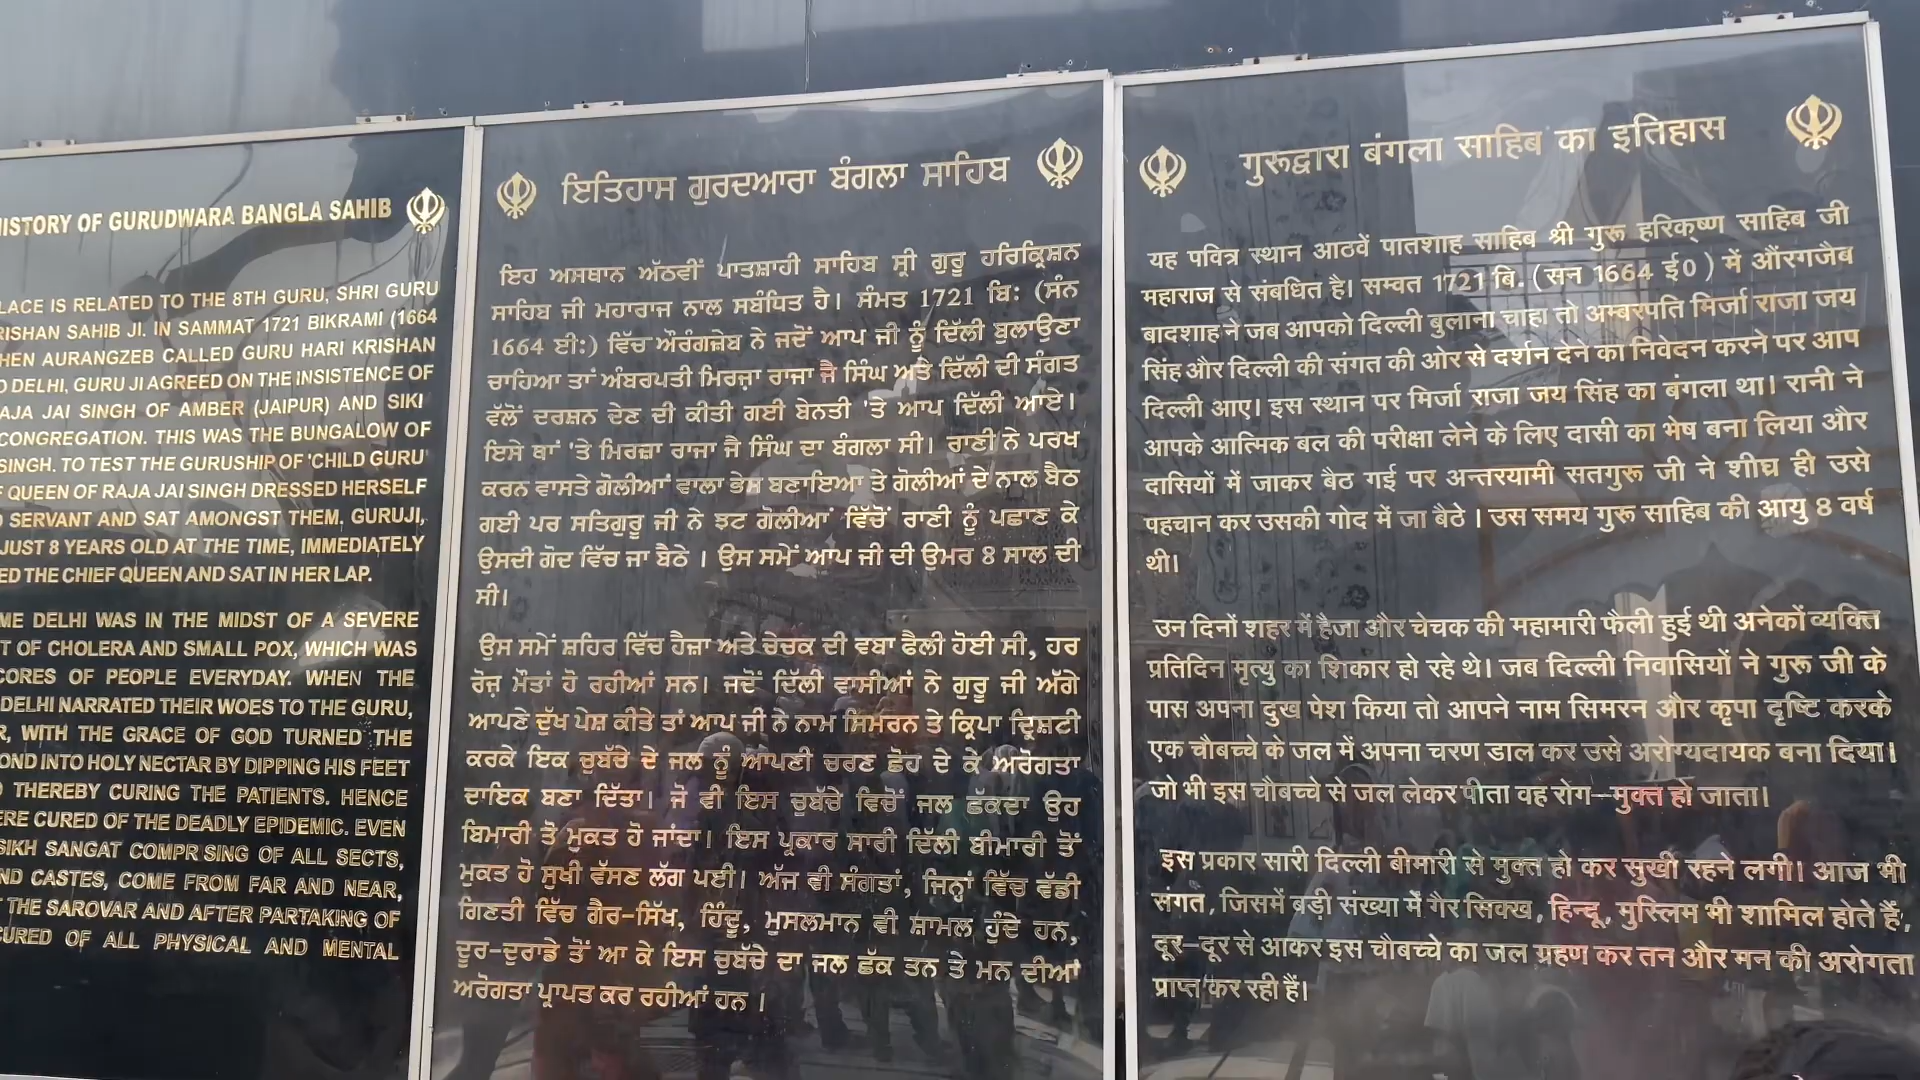 HISTORY OF GURUDWARA BANGLA SAHIB
LACE IS RELATED TO THE 8TH GURU, SHRI GURU
RISHAN SAHIB JI. IN SAMMAT 1721 BIKRAMI (1664
HEN AURANGZEB CALLED GURU HARI KRISHAN
O DELHI, GURU JI AGREED ON THE INSISTENCE OF
AJA JAI SINGH OF AMBER (JAIPUR) AND SIKI
CONGREGATION. THIS WAS THE BUNGALOW OF
SINGH. TO TEST THE GURUSHIP OF 'CHILD GURU'
F QUEEN OF RAJA JAI SINGH DRESSED HERSELF
D SERVANT AND SAT AMONGST THEM. GURUJI,
JUST 8 YEARS OLD AT THE TIME, IMMEDIATELY
ED THE CHIEF QUEEN AND SAT IN HER LAP.
ME DELHI WAS IN THE MIDST OF A SEVERE
T OF CHOLERA AND SMALL POX, WHICH WAS
CORES OF PEOPLE EVERYDAY. WHEN THE
DELHI NARRATED THEIR WOES TO THE GURU,
R, WITH THE GRACE OF GOD TURNED THE
OND INTO HOLY NECTAR BY DIPPING HIS FEET
D THEREBY CURING THE PATIENTS. HENCE
ERE CURED OF THE DEADLY EPIDEMIC. EVEN
SIKH SANGAT COMPR SING OF ALL SECTS,
ND CASTES, COME FROM FAR AND NEAR,
THE SAROVAR AND AFTER PARTAKING OF
CURED OF ALL PHYSICAL AND MENTAL
ਇਤਿਹਾਸ ਗੁਰਦੁਆਰਾ ਬੰਗਲਾ ਸਾਹਿਬ
ਇਹ ਅਸਥਾਨ ਅੱਠਵੀਂ ਪਾਤਸ਼ਾਹੀ ਸਾਹਿਬ ਸ੍ਰੀ ਗੁਰੂ ਹਰਿਕ੍ਰਿਸ਼ਨ
ਸਾਹਿਬ ਜੀ ਮਹਾਰਾਜ ਨਾਲ ਸਬੰਧਿਤ ਹੈ। ਸੰਮਤ 1721 ਬਿ: (ਸੰਨ
1664 ਈ:) ਵਿੱਚ ਔਰੰਗਜ਼ੇਬ ਨੇ ਜਦੋਂ ਆਪ ਜੀ ਨੂੰ ਦਿੱਲੀ ਬੁਲਾਉਣਾ
ਚਾਹਿਆ ਤਾਂ ਅੰਬਰਪਤੀ ਮਿਰਜ਼ਾ ਰਾਜਾ ਜੈ ਸਿੰਘ ਅਤੇ ਦਿੱਲੀ ਦੀ ਸੰਗਤ
ਵੱਲੋਂ ਦਰਸ਼ਨ ਦੇਣ ਦੀ ਕੀਤੀ ਗਈ ਬੇਨਤੀ 'ਤੇ ਆਪ ਦਿੱਲੀ ਆਏ।
ਇਸੇ ਥਾਂ 'ਤੇ ਮਿਰਜ਼ਾ ਰਾਜਾ ਜੈ ਸਿੰਘ ਦਾ ਬੰਗਲਾ ਸੀ। ਰਾਣੀ ਨੇ ਪਰਖ
ਕਰਨ ਵਾਸਤੇ ਗੋਲੀਆਂ ਵਾਲਾ ਭੇਸ਼ ਬਣਾਇਆ ਤੇ ਗੋਲੀਆਂ ਦੇ ਨਾਲ ਬੈਠ
ਗਈ ਪਰ ਸਤਿਗੁਰੂ ਜੀ ਨੇ ਝਟ ਗੋਲੀਆਂ ਵਿੱਚੋਂ ਰਾਣੀ ਨੂੰ ਪਛਾਣ ਕੇ
ਉਸਦੀ ਗੋਦ ਵਿੱਚ ਜਾ ਬੈਠੇ । ਉਸ ਸਮੇਂ ਆਪ ਜੀ ਦੀ ਉਮਰ 8 ਸਾਲ ਦੀ
ਸੀ।
ਉਸ ਸਮੇਂ ਸ਼ਹਿਰ ਵਿੱਚ ਹੈਜ਼ਾ ਅਤੇ ਚੇਚਕ ਦੀ ਵਬਾ ਫੈਲੀ ਹੋਈ ਸੀ, ਹਰ
ਰੋਜ਼ ਮੌਤਾਂ ਹੋ ਰਹੀਆਂ ਸਨ। ਜਦੋਂ ਦਿੱਲੀ ਵਾਸੀਆਂ ਨੇ ਗੁਰੂ ਜੀ ਅੱਗੇ
ਆਪਣੇ ਦੁੱਖ ਪੇਸ਼ ਕੀਤੇ ਤਾਂ ਆਪ ਜੀ ਨੇ ਨਾਮ ਸਿਮਰਨ ਤੇ ਕ੍ਰਿਪਾ ਦ੍ਰਿਸ਼ਟੀ
ਕਰਕੇ ਇਕ ਚੁਬੱਚੇ ਦੇ ਜਲ ਨੂੰ ਆਪਣੀ ਚਰਣ ਛੋਹ ਦੇ ਕੇ ਅਰੋਗਤਾ
ਦਾਇਕ ਬਣਾ ਦਿੱਤਾ। ਜੋ ਵੀ ਇਸ ਚੁਬੱਚੇ ਵਿਚੋਂ ਜਲ ਛੱਕਦਾ ਉਹ
ਬਿਮਾਰੀ ਤੋਂ ਮੁਕਤ ਹੋ ਜਾਂਦਾ। ਇਸ ਪ੍ਰਕਾਰ ਸਾਰੀ ਦਿੱਲੀ ਬੀਮਾਰੀ ਤੋਂ
ਮੁਕਤ ਹੋ ਸੁਖੀ ਵੱਸਣ ਲੱਗ ਪਈ। ਅੱਜ ਵੀ ਸੰਗਤਾਂ, ਜਿਨ੍ਹਾਂ ਵਿੱਚ ਵੱਡੀ
ਗਿਣਤੀ ਵਿੱਚ ਗੈਰ-ਸਿੱਖ, ਹਿੰਦੂ, ਮੁਸਲਮਾਨ ਵੀ ਸ਼ਾਮਲ ਹੁੰਦੇ ਹਨ,
ਦੂਰ-ਦੁਰਾਡੇ ਤੋਂ ਆ ਕੇ ਇਸ ਚੁਬੱਚੇ ਦਾ ਜਲ ਛੱਕ ਤਨ ਤੇ ਮਨ ਦੀਆਂ
ਅਰੋਗਤਾ ਪ੍ਰਾਪਤ ਕਰ ਰਹੀਆਂ ਹਨ ।
गुरूद्वारा बंगला साहिब का इतिहास
यह पवित्र स्थान आठवें पातशाह साहिब श्री गुरू हरिकृष्ण साहिब जी
महाराज से संबधित है। सम्वत 1721 बि. (सन 1664 ई0 ) में औरंगजैब
बादशाह ने जब आपको दिल्ली बुलाना चाहा तो अम्बरपति मिर्जा राजा जय
सिंह और दिल्ली की संगत की ओर से दर्शन देने का निवेदन करने पर आप
दिल्ली आए। इस स्थान पर मिर्जा राजा जय सिंह का बंगला था। रानी ने
आपके आत्मिक बल की परीक्षा लेने के लिए दासी का भेष बना लिया और
दासियों में जाकर बैठ गई पर अन्तरयामी सतगुरू जी ने शीघ्र ही उसे
पहचान कर उसकी गोद में जा बैठे । उस समय गुरू साहिब की आयु 8 वर्ष
थी।
उन दिनों शहर में हैजा और चेचक की महामारी फैली हुई थी अनेकों व्यक्ति
प्रतिदिन मृत्यु का शिकार हो रहे थे। जब दिल्ली निवासियों ने गुरू जी के
पास अपना दुख पेश किया तो आपने नाम सिमरन और कृपा दृष्टि करके
एक चौबच्चे के जल में अपना चरण डाल कर उसे अरोग्यदायक बना दिया।
जो भी इस चौबच्चे से जल लेकर पीता वह रोग–मुक्त हो जाता।
इस प्रकार सारी दिल्ली बीमारी से मुक्त हो कर सुखी रहने लगी। आज भी
संगत, जिसमें बड़ी संख्या में गैर सिक्ख, हिन्दू, मुस्लिम भी शामिल होते हैं,
दूर–दूर से आकर इस चौबच्चे का जल ग्रहण कर तन और मन की अरोगता
प्राप्त कर रही हैं।